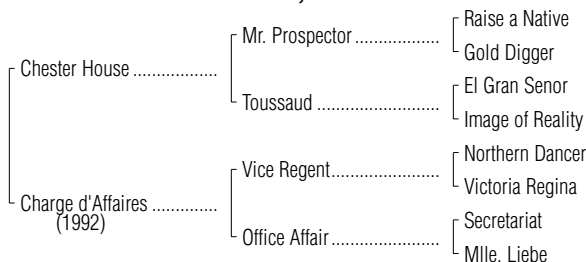 Raise a Native
Mr. Prospector ....................
Gold Digger
Chester House ....................
El Gran Senor
Toussaud ............................
Image of Reality
Northern Dancer
Vice Regent.........................
Victoria Regina
Charge d'Affaires ................
(1992)
Secretariat
Office Affair .........................
Mlle. Liebe